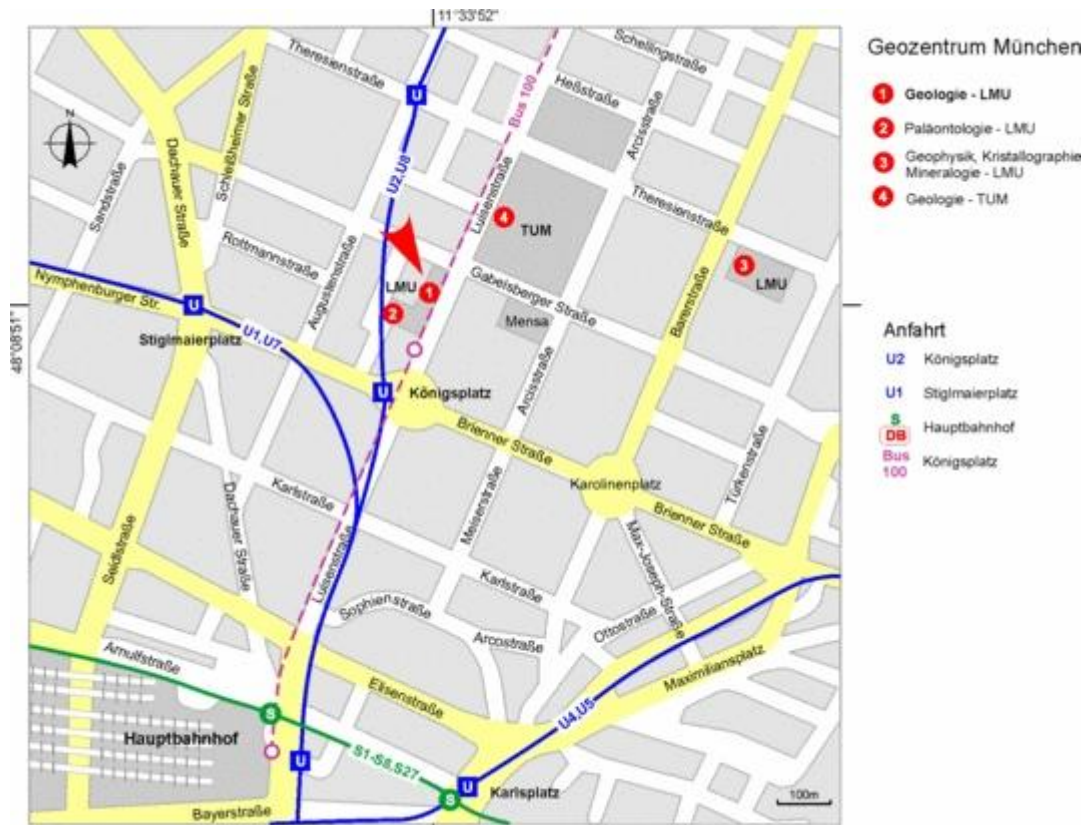 11°33'52"
48°08'51"
N
Theresienstraße
Schellingstraße
Heßstraße
Bus 100
Arcisstraße
Schleißheimer Straße
Dachauer Straße
Sandstraße
U
U2,U8
Luisenstraße
4
TUM
Theresienstraße
Rottmannstraße
Augustenstraße
LMU
1
2
Gabelsberger Straße
3
LMU
Barerstraße
Nymphenburger Str.
U
Stiglmaierplatz
U1,U7
Mensa
Arcisstraße
U
Königsplatz
Brienner Straße
Karolinenplatz
Türkenstraße
Brienner Straße
Karlstraße
Dachauer Straße
Meiserstraße
Max-Joseph-Straße
Seidlstraße
Luisenstraße
Sophienstraße
Karlstraße
Arcostraße
Ottostraße
Maximiliansplatz
Arnulfstraße
Elisenstraße
U4,U5
S
Hauptbahnhof
S1-S8,S27
U
U
Karlsplatz
S
Bayerstraße
100m
Geozentrum München
1 Geologie - LMU
2 Paläontologie - LMU
3 Geophysik, Kristallographie
Mineralogie - LMU
4 Geologie - TUM
Anfahrt
U2 Königsplatz
U1 Stiglmaierplatz
S
DB Hauptbahnhof
Bus
100 Königsplatz